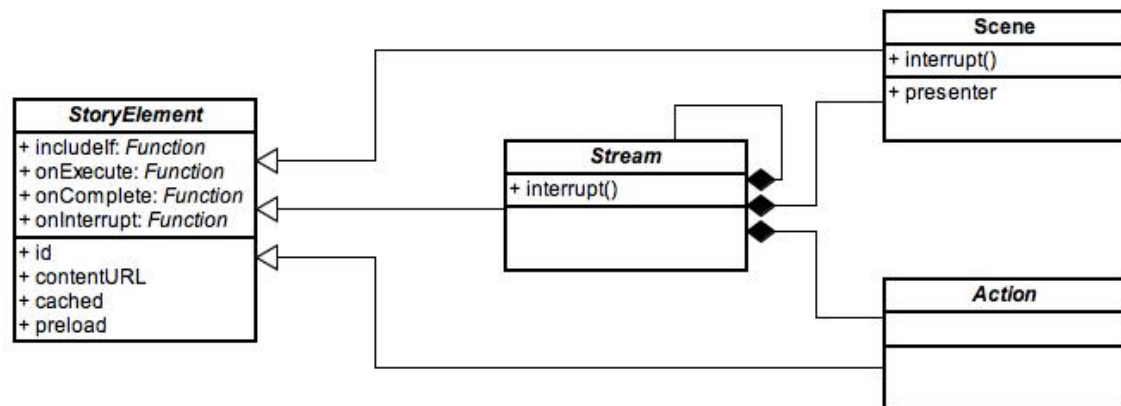 Scene
+ interrupt()
+ presenter
StoryElement
+ includeIf: Function
+ onExecute: Function
+ onComplete: Function
+ onInterrupt: Function
+ id
+ contentURL
+ cached
+ preload
Stream
+ interrupt()
Action